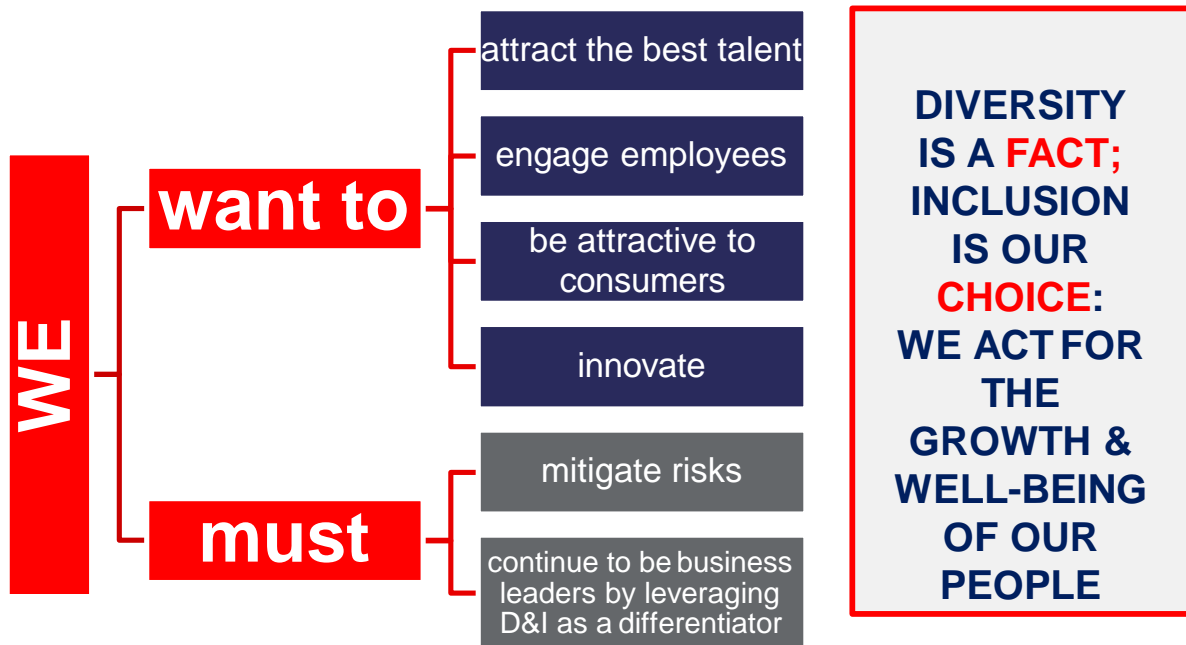 WE
want to
attract the best talent
engage employees
be attractive to
consumers
innovate
must
mitigate risks
continue to be business
leaders by leveraging
D&I as a differentiator
DIVERSITY
IS A FACT;
INCLUSION
IS OUR
CHOICE:
WE ACT FOR
THE
GROWTH &
WELL-BEING
OF OUR
PEOPLE